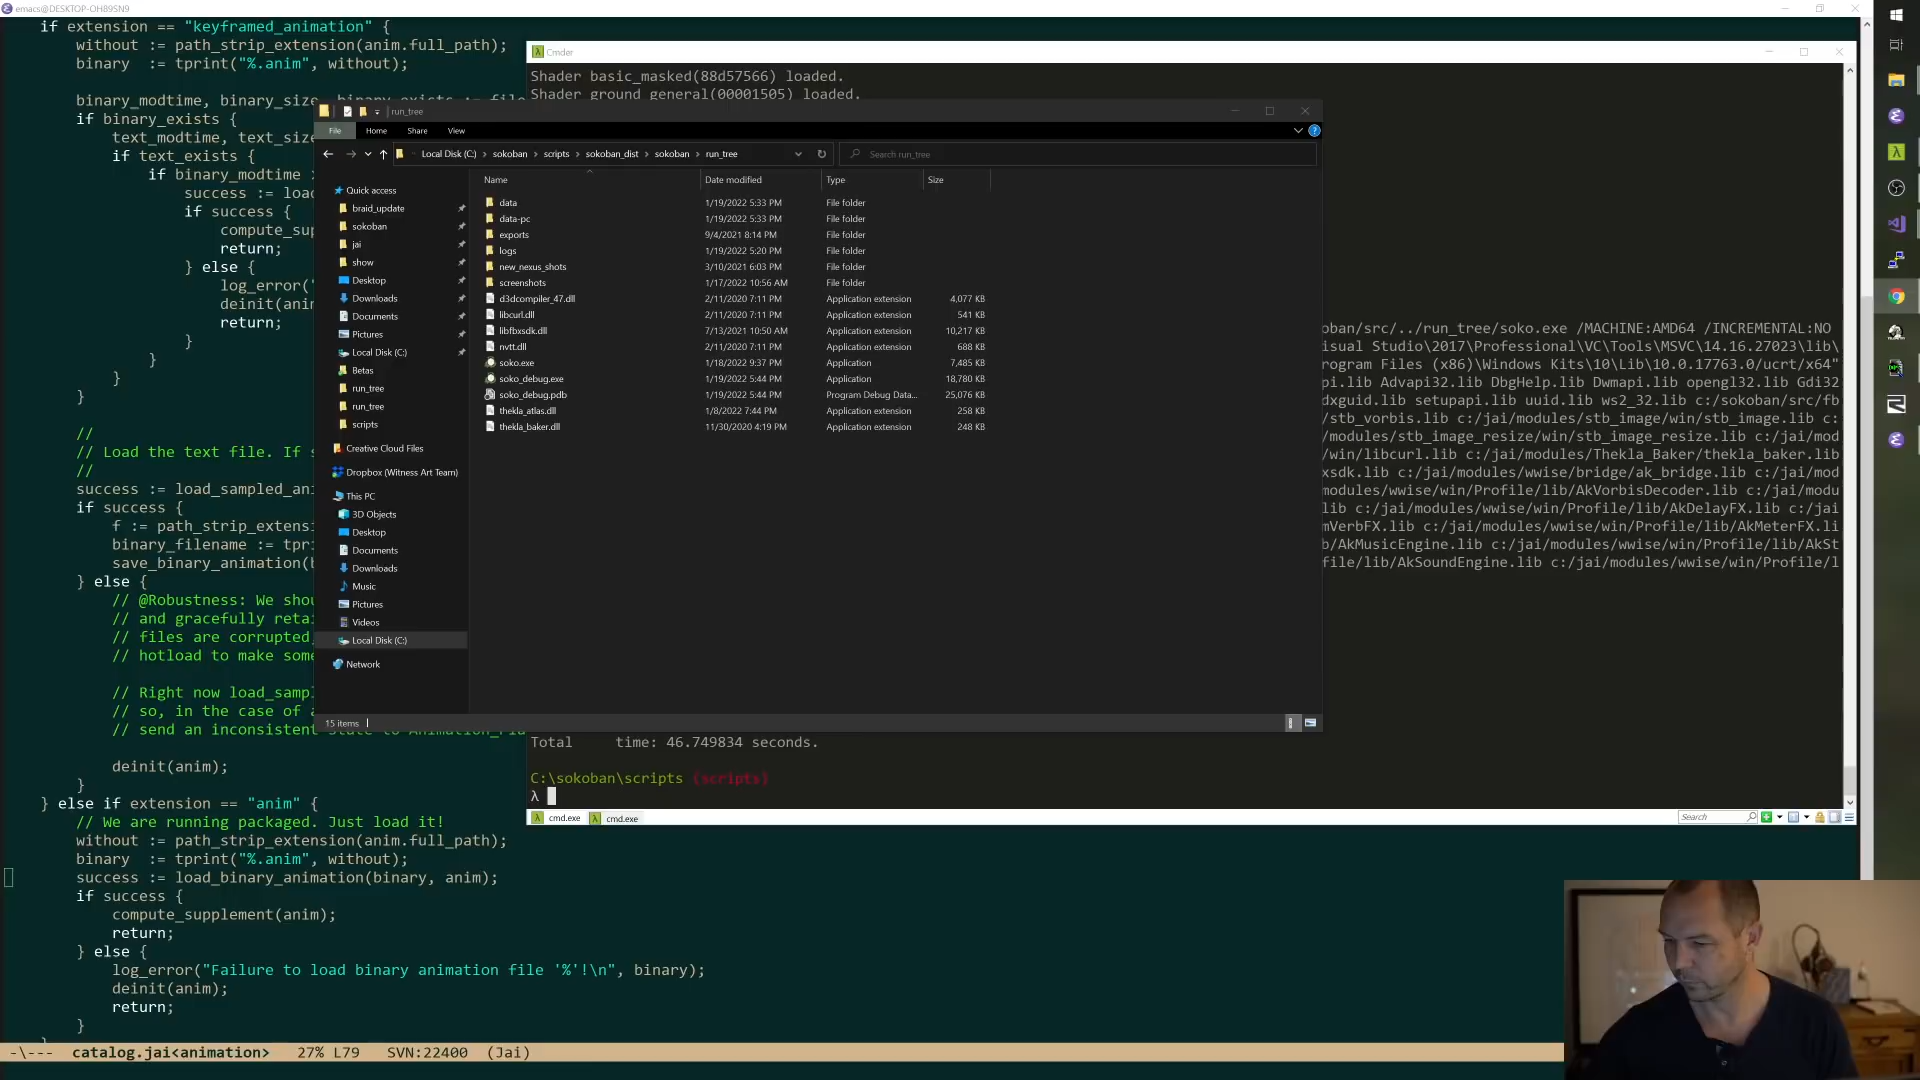 emacs@DESKTOP-OH89SN9
if extension == "keyframed_animation" {
without := path_strip_extension(anim.full_path);
binary  := tprint("%.anim", without);
binary_modtime, binary_size, binary_exists := file
if binary_exists {
text_modtime, text_size
if text_exists {
if binary_modtime
success := load
if success {
compute_sup
return;
} else {
log_error("
deinit(anim
return;
}
}
}
}
//
// Load the text file. If s
//
success := load_sampled_ani
if success {
f := path_strip_extensi
binary_filename := tpri
save_binary_animation(b
} else {
// @Robustness: We shou
// and gracefully retai
// files are corrupted,
// hotload to make some
// Right now load_sampl
// so, in the case of a
// send an inconsistent state to Animation_Pla
deinit(anim);
}
} else if extension == "anim" {
// We are running packaged. Just load it!
without := path_strip_extension(anim.full_path);
binary  := tprint("%.anim", without);
success := load_binary_animation(binary, anim);
if success {
compute_supplement(anim);
return;
} else {
log_error("Failure to load binary animation file '%'!\n", binary);
deinit(anim);
return;
}
-\--- catalog.jai<animation> 27% L79 SVN:22400 (Jai)
Cmder
Shader basic_masked(88d57566) loaded.
Shader ground_general(00001505) loaded.
oban/src/../run_tree/soko.exe /MACHINE:AMD64 /INCREMENTAL:NO
isual Studio\2017\Professional\VC\Tools\MSVC\14.16.27023\lib\
rogram Files (x86)\Windows Kits\10\Lib\10.0.17763.0/ucrt/x64"
pi.lib Advapi32.lib DbgHelp.lib Dwmapi.lib opengl32.lib Gdi32
dxguid.lib setupapi.lib uuid.lib ws2_32.lib c:/sokoban/src/fb
/stb_vorbis.lib c:/jai/modules/stb_image/win/stb_image.lib c:
/modules/stb_image_resize/win/stb_image_resize.lib c:/jai/mod
/win/libcurl.lib c:/jai/modules/Thekla_Baker/thekla_baker.lib
xsdk.lib c:/jai/modules/wwise/bridge/ak_bridge.lib c:/jai/mod
modules/wwise/win/Profile/lib/AkVorbisDecoder.lib c:/jai/modu
lib c:/jai/modules/wwise/win/Profile/lib/AkDelayFX.lib c:/jai
mVerbFX.lib c:/jai/modules/wwise/win/Profile/lib/AkMeterFX.li
b/AkMusicEngine.lib c:/jai/modules/wwise/win/Profile/lib/AkSt
file/lib/AkSoundEngine.lib c:/jai/modules/wwise/win/Profile/l
Total time: 46.749834 seconds.
C:\sokoban\scripts (scripts)
λ
cmd.exe cmd.exe
Search
run_tree
File Home Share View
Local Disk (C:) > sokoban > scripts > sokoban_dist > sokoban > run_tree
Search run_tree
Name Date modified Type Size
data 1/19/2022 5:33 PM File folder
data-pc 1/19/2022 5:33 PM File folder
exports 9/4/2021 8:14 PM File folder
logs 1/19/2022 5:20 PM File folder
new_nexus_shots 3/10/2021 6:03 PM File folder
screenshots 1/17/2022 10:56 AM File folder
d3dcompiler_47.dll 2/11/2020 7:11 PM Application extension 4,077 KB
libcurl.dll 2/11/2020 7:11 PM Application extension 541 KB
libfbxsdk.dll 7/13/2021 10:50 AM Application extension 10,217 KB
nvtt.dll 2/11/2020 7:11 PM Application extension 688 KB
soko.exe 1/18/2022 9:37 PM Application 7,485 KB
soko_debug.exe 1/19/2022 5:44 PM Application 18,780 KB
soko_debug.pdb 1/19/2022 5:44 PM Program Debug Data... 25,076 KB
thekla_atlas.dll 1/8/2022 7:44 PM Application extension 258 KB
thekla_baker.dll 11/30/2020 4:19 PM Application extension 248 KB
Quick access
braid_update
sokoban
jai
show
Desktop
Downloads
Documents
Pictures
Local Disk (C:)
Betas
run_tree
run_tree
scripts
Creative Cloud Files
Dropbox (Witness Art Team)
This PC
3D Objects
Desktop
Documents
Downloads
Music
Pictures
Videos
Local Disk (C:)
Network
15 items